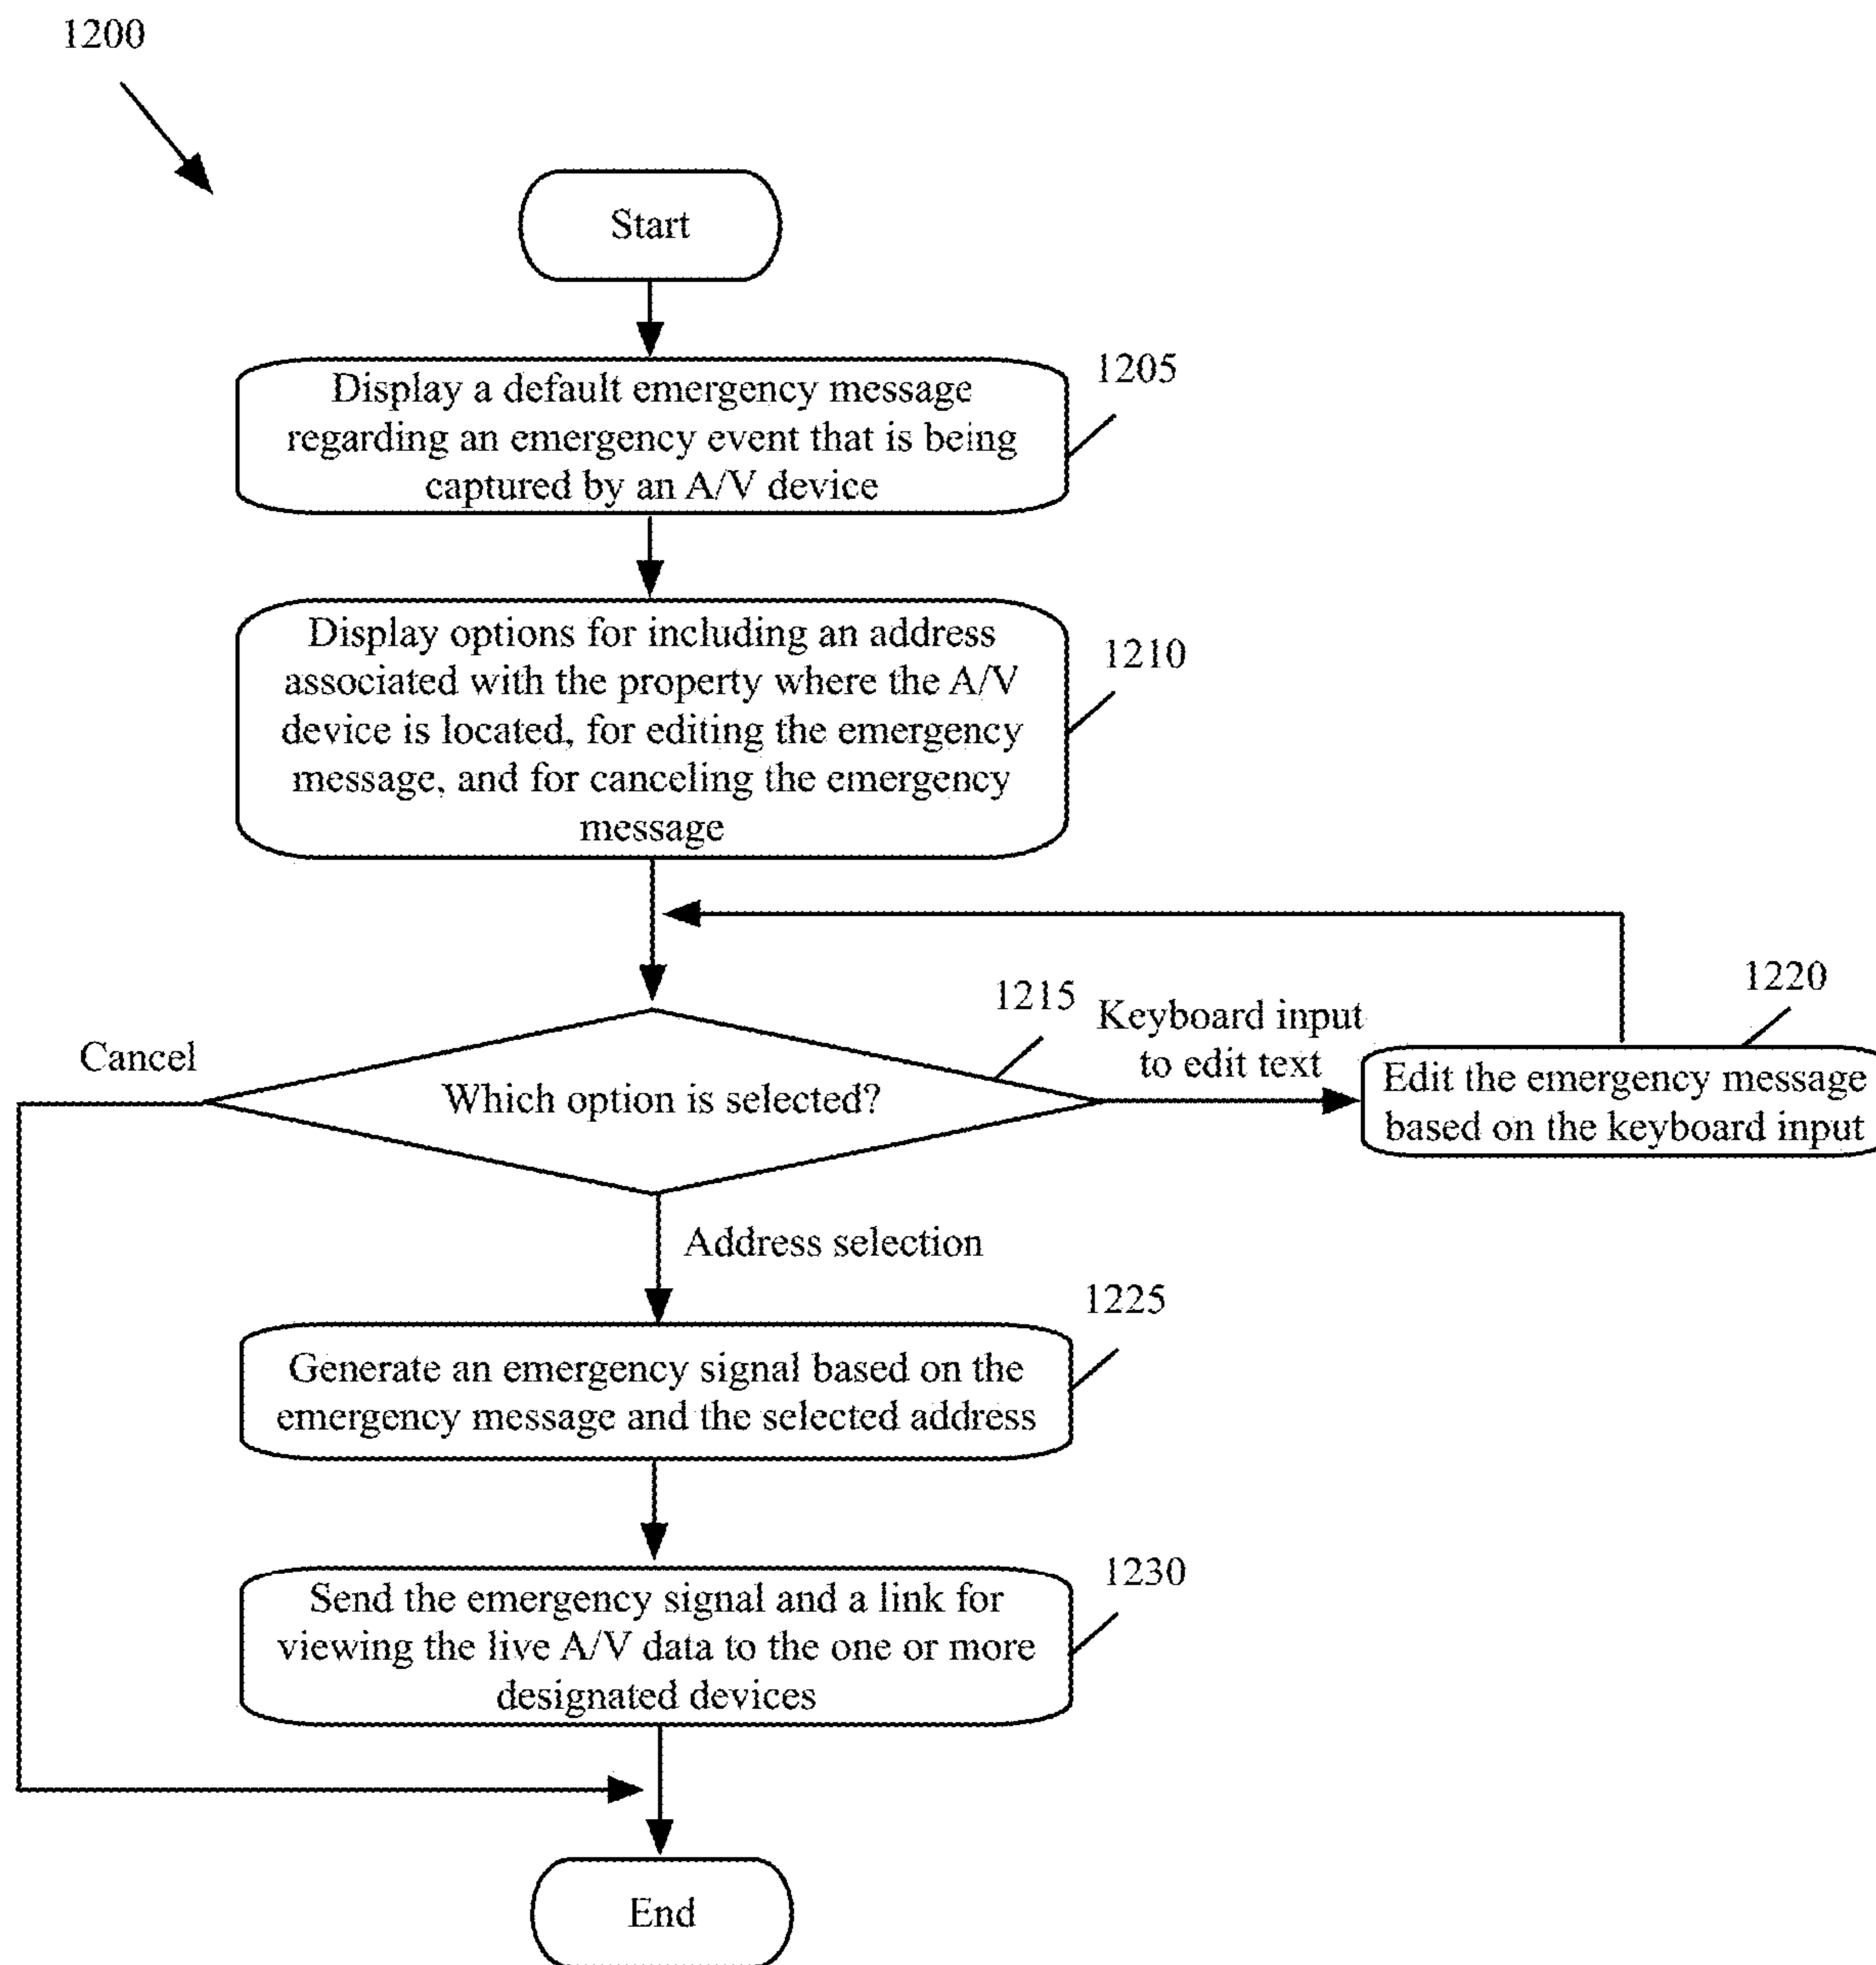 1200
Start
Display a default emergency message
regarding an emergency event that is being
captured by an A/V device
1205
Display options for including an address
associated with the property where the A/V
device is located, for editing the emergency
message, and for canceling the emergency
message
1210
Which option is selected?
1215
Cancel
Keyboard input
to edit text
1220
Edit the emergency message
based on the keyboard input
Address selection
1225
Generate an emergency signal based on the
emergency message and the selected address
1230
Send the emergency signal and a link for
viewing the live A/V data to the one or more
designated devices
End